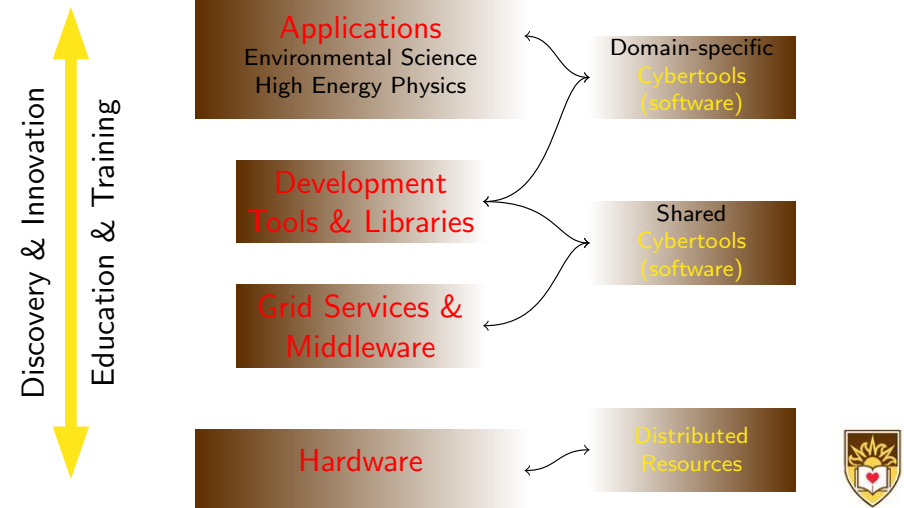 Discovery & Innovation
Education & Training
Applications
Environmental Science
High Energy Physics
Development
Tools & Libraries
Grid Services &
Middleware
Hardware
Domain-specific
Cybertools
(software)
Shared
Cybertools
(software)
Distributed
Resources